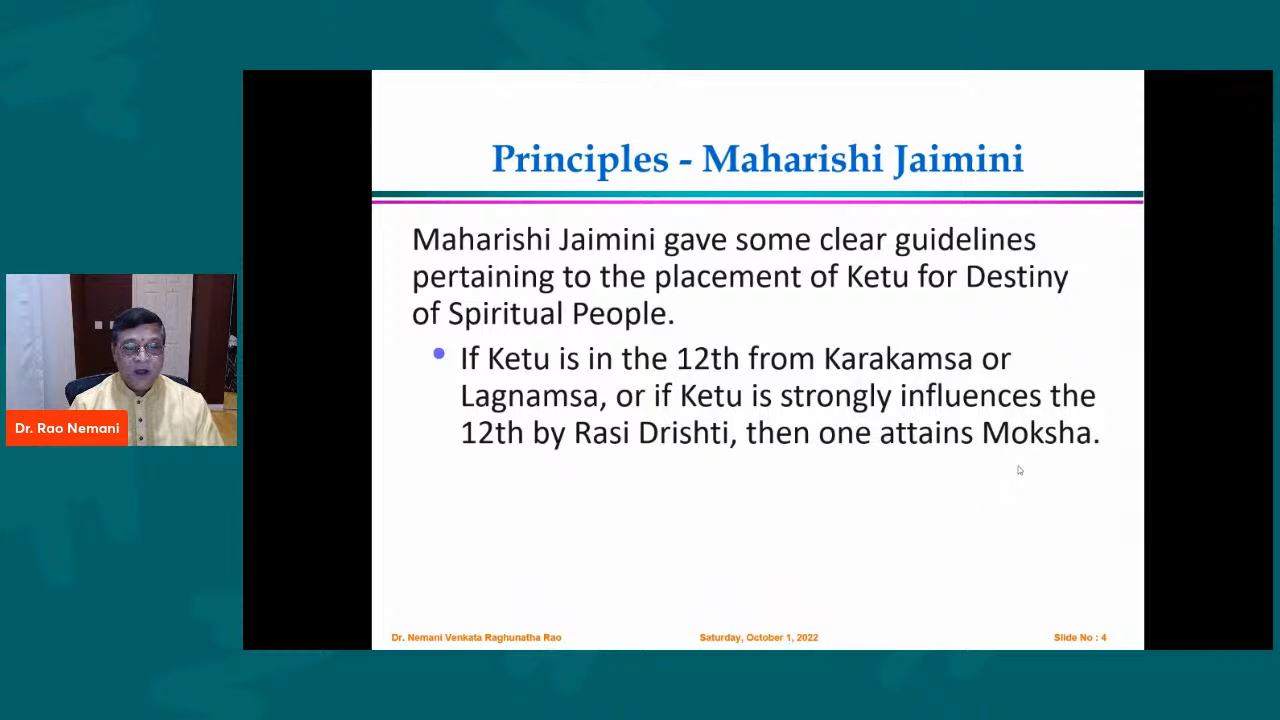 Principles - Maharishi Jaimini
Maharishi Jaimini gave some clear guidelines
pertaining to the placement of Ketu for Destiny
of Spiritual People.
If Ketu is in the 12th from Karakamsa or
Lagnamsa, or if Ketu is strongly influences the
12th by Rasi Drishti, then one attains Moksha.
Dr. Rao Nemani
Dr. Nemani Venkata Raghunatha Rao
Saturday, October 1, 2022
Slide No : 4